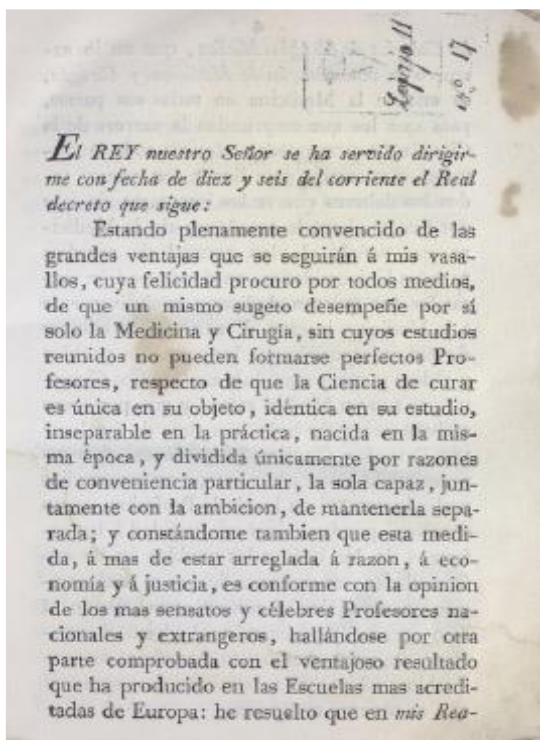 El REY nuestro Señor se ha servido dirigir-
me con fecha de diez y seis del corriente el Real
decreto que sigue:
Estando plenamente convencido de las
grandes ventajas que se seguirán á mis vasa-
llos, cuya felicidad procuro por todos medios,
de que un mismo sugeto desempeñe por sí
solo la Medicina y Cirugía, sin cuyos estudios
reunidos no pueden formarse perfectos Pro-
fesores, respecto de que la Ciencia de curar
es única en su objeto, idéntica en su estudio,
inseparable en la práctica, nacida en la mis-
ma época, y dividida únicamente por razones
de conveniencia particular, la sola capaz, jun-
tamente con la ambicion, de mantenerla sepa-
rada; y constándome tambien que esta medi-
da, á mas de estar arreglada á razon, á eco-
nomía y á justicia, es conforme con la opinion
de los mas sensatos y célebres Profesores na-
cionales y extrangeros, hallándose por otra
parte comprobada con el ventajoso resultado
que ha producido en las Escuelas mas acredi-
tadas de Europa: he resuelto que en mis Rea-